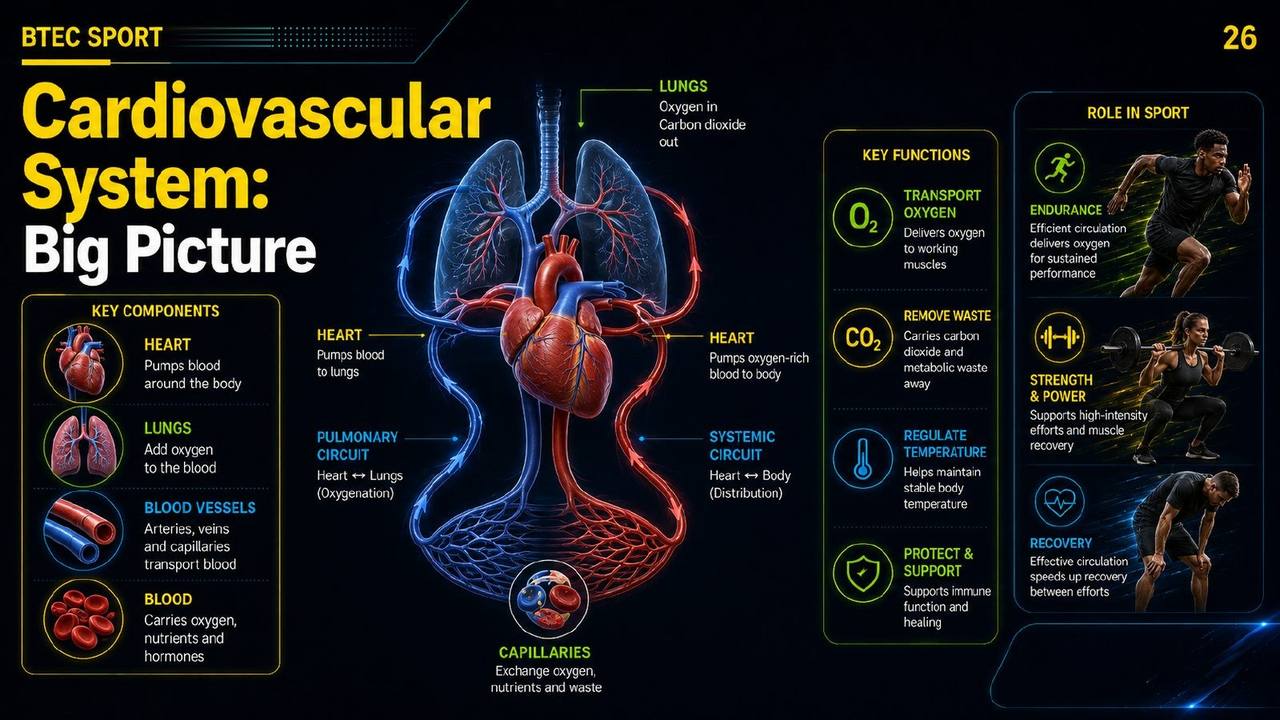 BTEC SPORT
26
Cardiovascular
System:
Big Picture
KEY COMPONENTS
HEART
Pumps blood
around the body
LUNGS
Add oxygen
to the blood
BLOOD VESSELS
Arteries, veins
and capillaries
transport blood
BLOOD
Carries oxygen,
nutrients and
hormones
LUNGS
Oxygen in
Carbon dioxide
out
HEART
Pumps blood
to lungs
HEART
Pumps oxygen-rich
blood to body
PULMONARY
CIRCUIT
Heart ↔ Lungs
(Oxygenation)
SYSTEMIC
CIRCUIT
Heart ↔ Body
(Distribution)
CAPILLARIES
Exchange oxygen,
nutrients and waste
KEY FUNCTIONS
O₂
TRANSPORT
OXYGEN
Delivers oxygen
to working
muscles
CO₂
REMOVE WASTE
Carries carbon
dioxide and
metabolic waste
away
REGULATE
TEMPERATURE
Helps maintain
stable body
temperature
PROTECT &
SUPPORT
Supports immune
function and
healing
ROLE IN SPORT
ENDURANCE
Efficient circulation
delivers oxygen
for sustained
performance
STRENGTH
& POWER
Supports high-intensity
efforts and muscle
recovery
RECOVERY
Effective circulation
speeds up recovery
between efforts